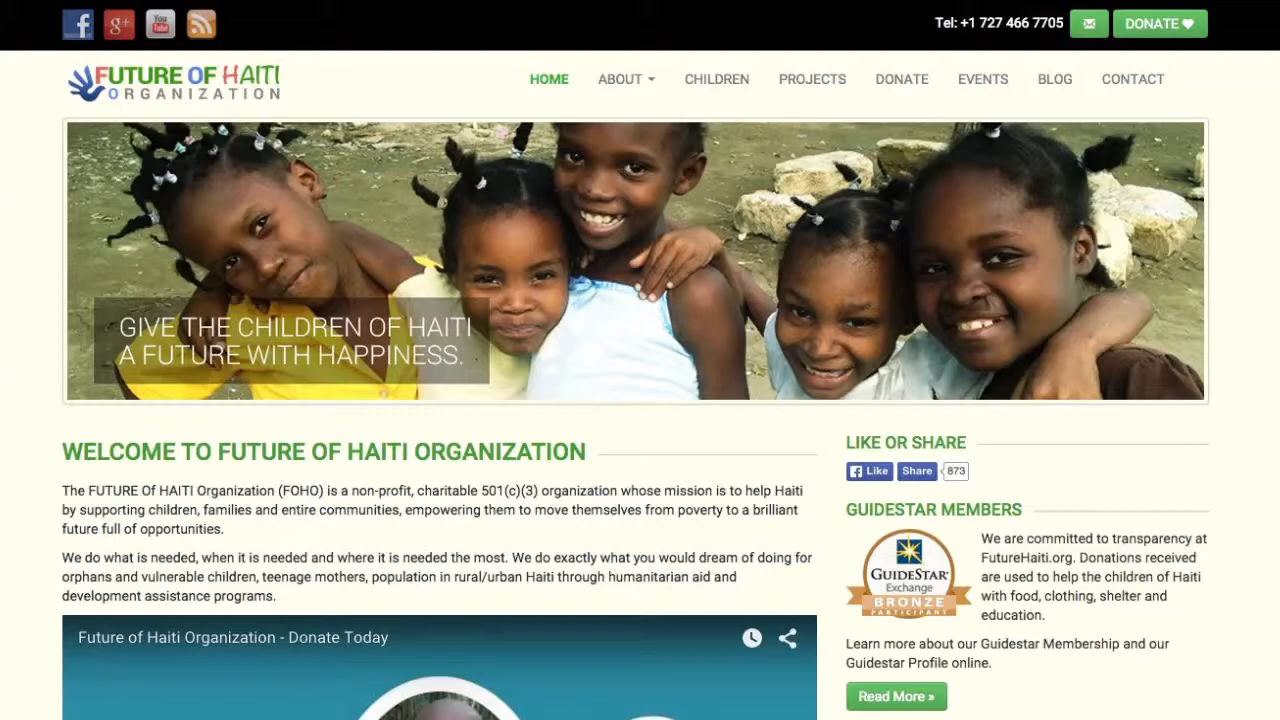 You
Tube
Tel: +1 727 466 7705
DONATE
FUTURE OF HAITI
ORGANIZATION
HOME
ABOUT
CHILDREN
PROJECTS
DONATE
EVENTS
BLOG
CONTACT
GIVE THE CHILDREN OF HAITI
A FUTURE WITH HAPPINESS.
WELCOME TO FUTURE OF HAITI ORGANIZATION
The FUTURE Of HAITI Organization (FOHO) is a non-profit, charitable 501(c)(3) organization whose mission is to help Haiti
by supporting children, families and entire communities, empowering them to move themselves from poverty to a brilliant
future full of opportunities.
We do what is needed, when it is needed and where it is needed the most. We do exactly what you would dream of doing for
orphans and vulnerable children, teenage mothers, population in rural/urban Haiti through humanitarian aid and
development assistance programs.
Future of Haiti Organization - Donate Today
LIKE OR SHARE
Like
Share
873
GUIDESTAR MEMBERS
GUIDESTAR
Exchange
BRONZE
PARTICIPANT
We are committed to transparency at
FutureHaiti.org. Donations received
are used to help the children of Haiti
with food, clothing, shelter and
education.
Learn more about our Guidestar Membership and our
Guidestar Profile online.
Read More »